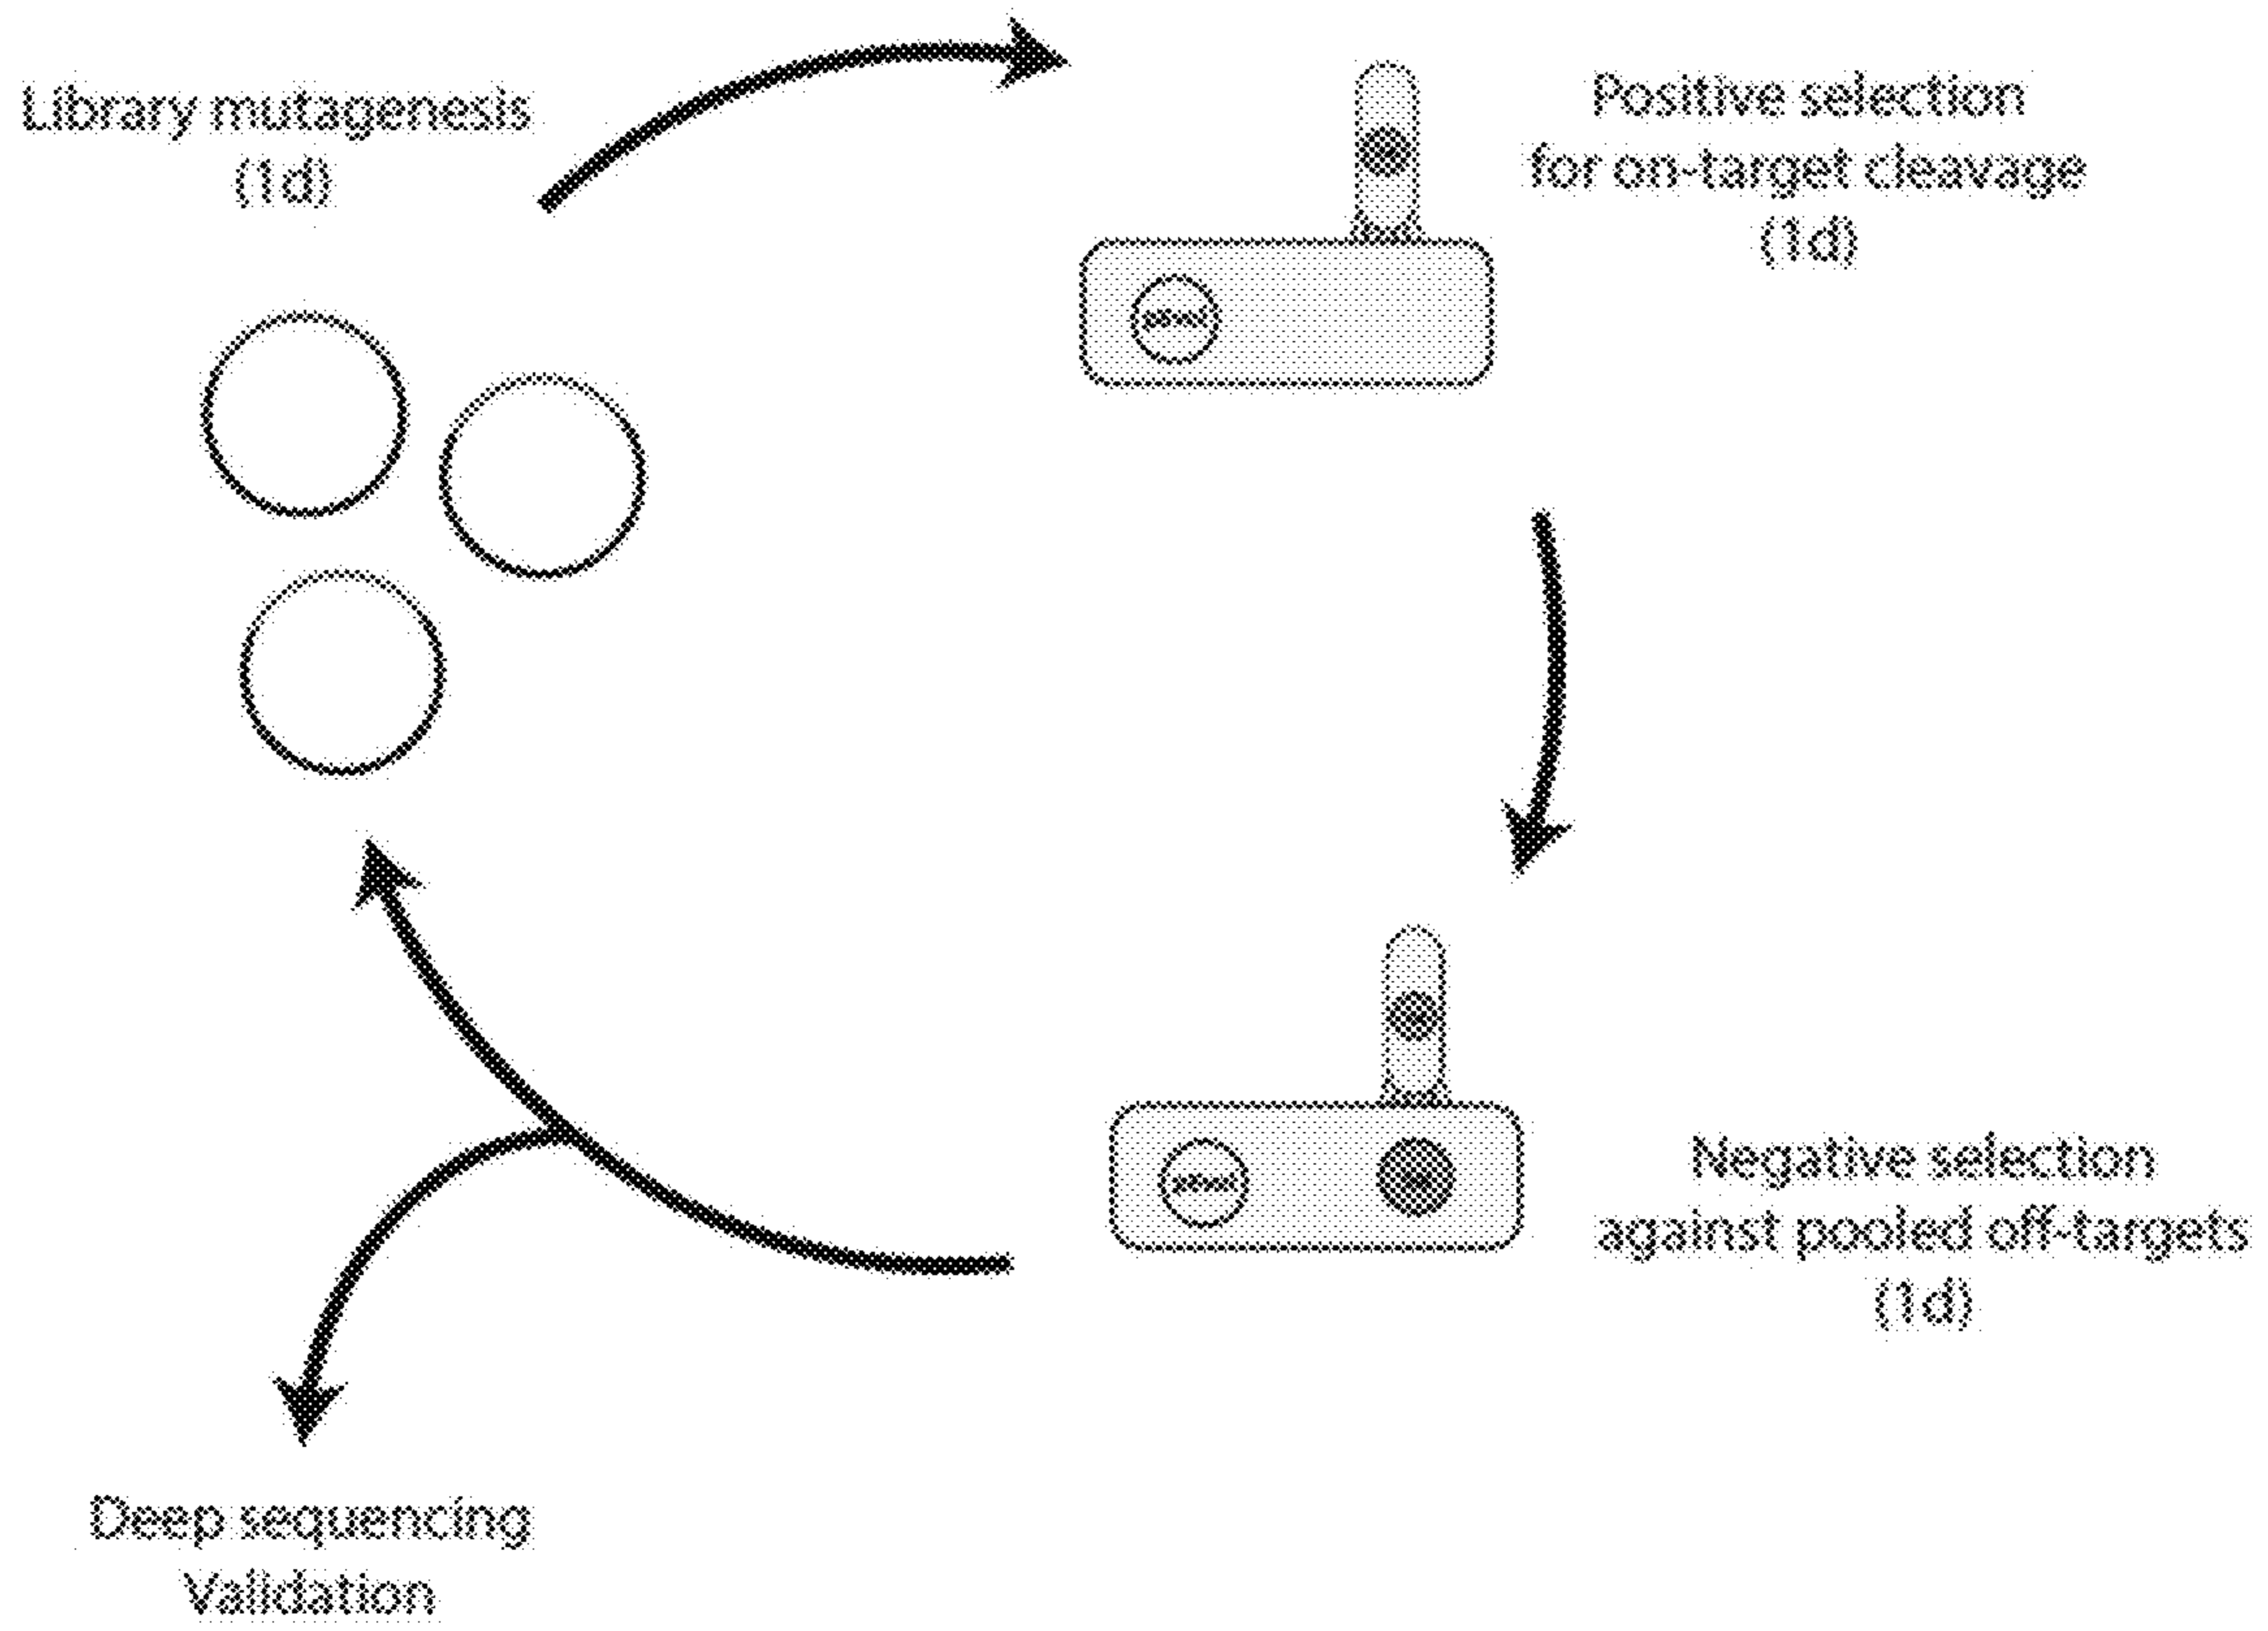 Library mutagenesis
(1d)
Positive selection
for on-target cleavage
(1d)
Negative selection
against pooled off-targets
(1d)
Deep sequencing
Validation